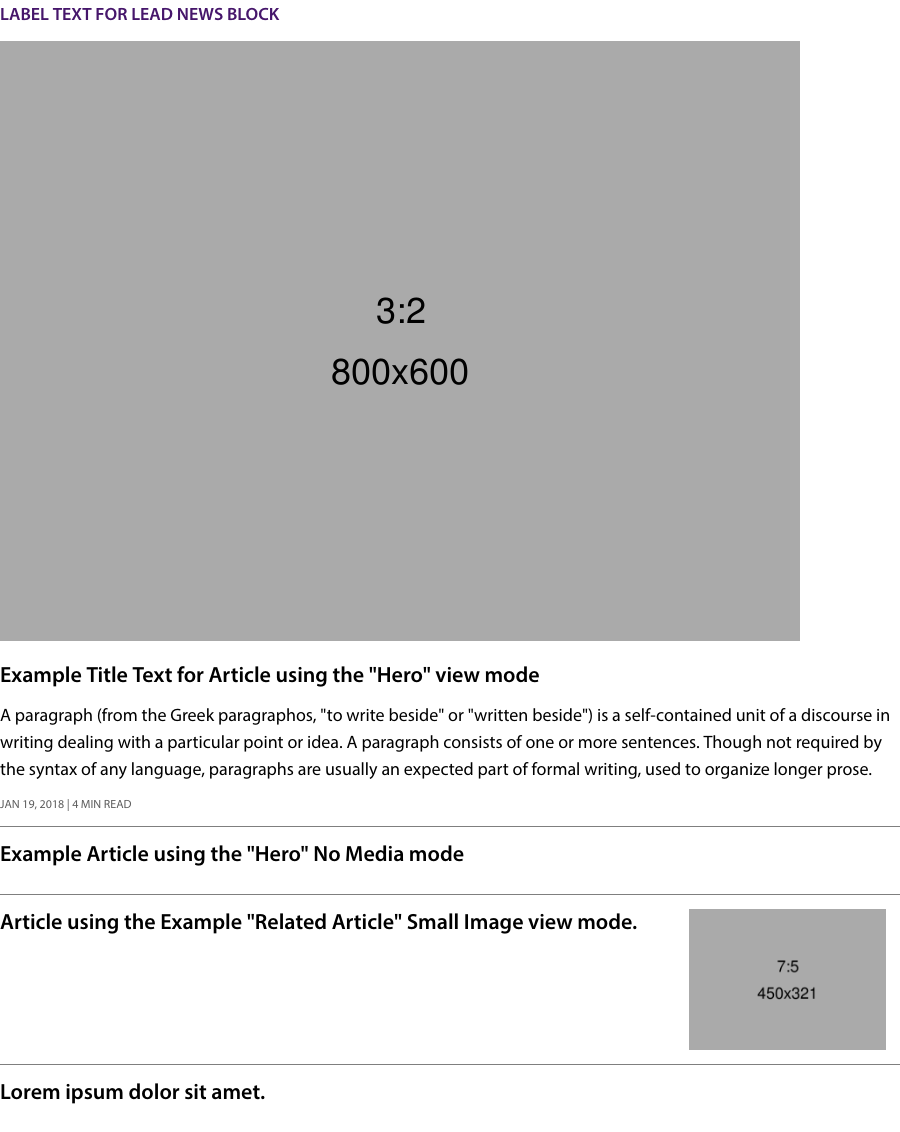 LABEL TEXT FOR LEAD NEWS BLOCK
3:2
800x600
Example Title Text for Article using the "Hero" view mode
A paragraph (from the Greek paragraphos, "to write beside" or "written beside") is a self-contained unit of a discourse in
writing dealing with a particular point or idea. A paragraph consists of one or more sentences. Though not required by
the syntax of any language, paragraphs are usually an expected part of formal writing, used to organize longer prose.
JAN 19, 2018 | 4 MIN READ
Example Article using the "Hero" No Media mode
Article using the Example "Related Article" Small Image view mode.
7:5
450x321
Lorem ipsum dolor sit amet.